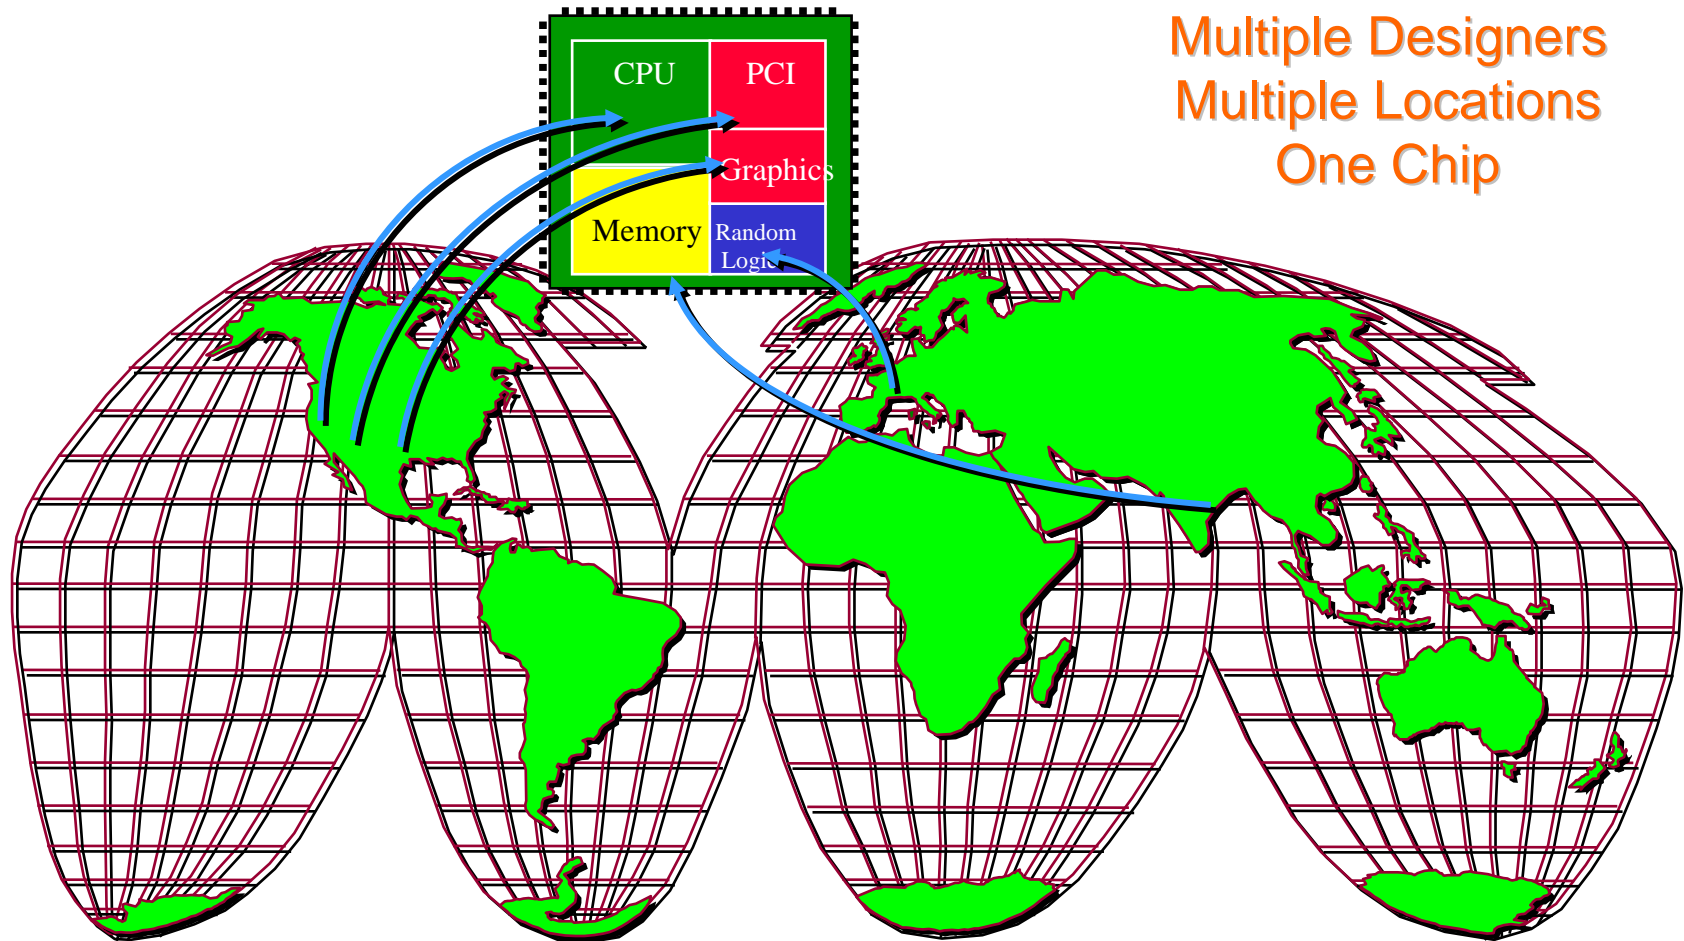 Multiple Designers
Multiple Locations
One Chip
CPU
PCI
Graphics
Memory
Random
Logic